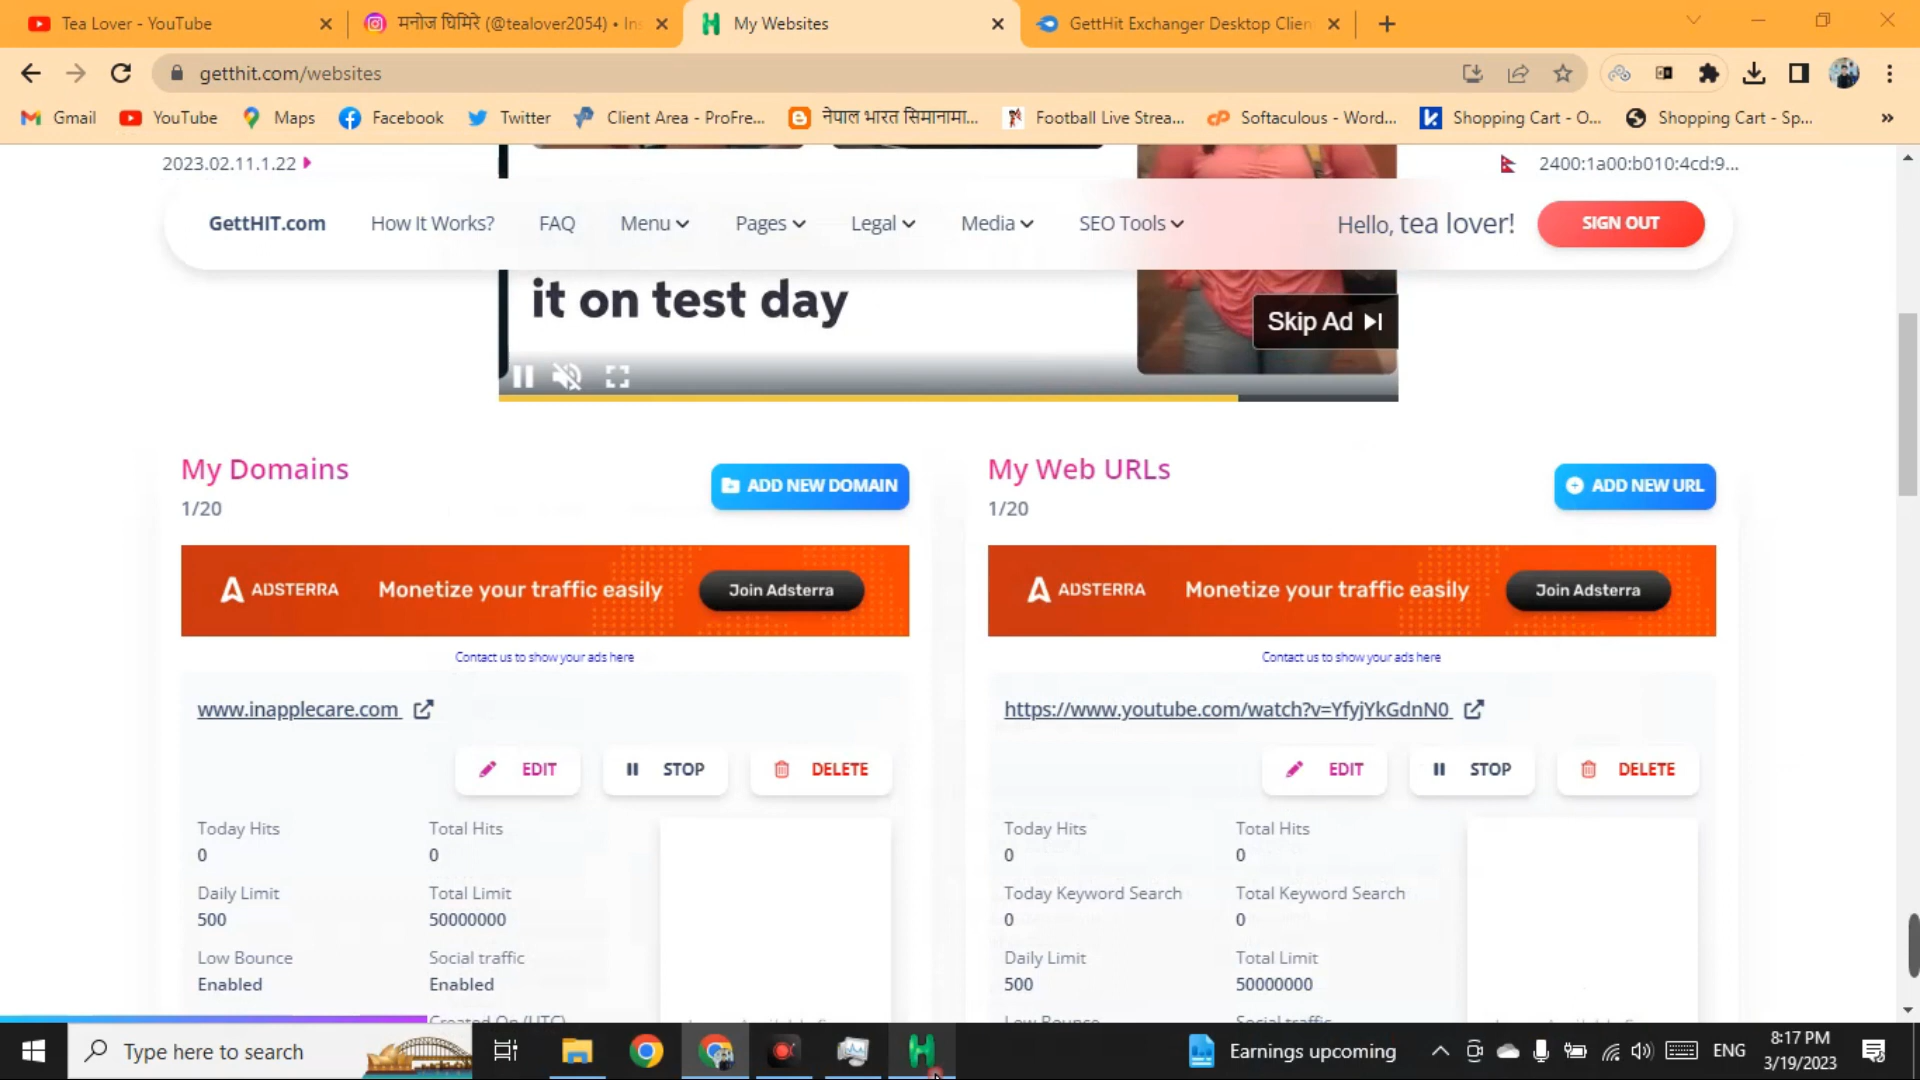 Tea Lover - YouTube
मनोज घिमिरे (@tealover2054) • Ins
My Websites
GettHit Exchanger Desktop Clien
getthit.com/websites
Gmail
YouTube
Maps
Facebook
Twitter
Client Area - ProFre...
नेपाल भारत सिमानामा...
Football Live Strea...
Softaculous - Word...
Shopping Cart - O...
Shopping Cart - Sp...
»
2023.02.11.1.22
2400:1a00:b010:4cd:9...
GettHIT.com
How It Works?
FAQ
Menu
Pages
Legal
Media
SEO Tools
Hello, tea lover!
SIGN OUT
it on test day
Skip Ad
My Domains
1/20
ADD NEW DOMAIN
My Web URLs
1/20
ADD NEW URL
ADSTERRA
Monetize your traffic easily
Join Adsterra
ADSTERRA
Monetize your traffic easily
Join Adsterra
Contact us to show your ads here
Contact us to show your ads here
www.inapplecare.com
https://www.youtube.com/watch?v=YfyjYkGdnN0
EDIT
STOP
DELETE
EDIT
STOP
DELETE
Today Hits
0
Total Hits
0
Daily Limit
500
Total Limit
50000000
Low Bounce
Enabled
Social traffic
Enabled
Created On (UTC)
Today Hits
0
Total Hits
0
Today Keyword Search
0
Total Keyword Search
0
Daily Limit
500
Total Limit
50000000
Low Bounce
Social traffic
Type here to search
Earnings upcoming
ENG
8:17 PM
3/19/2023